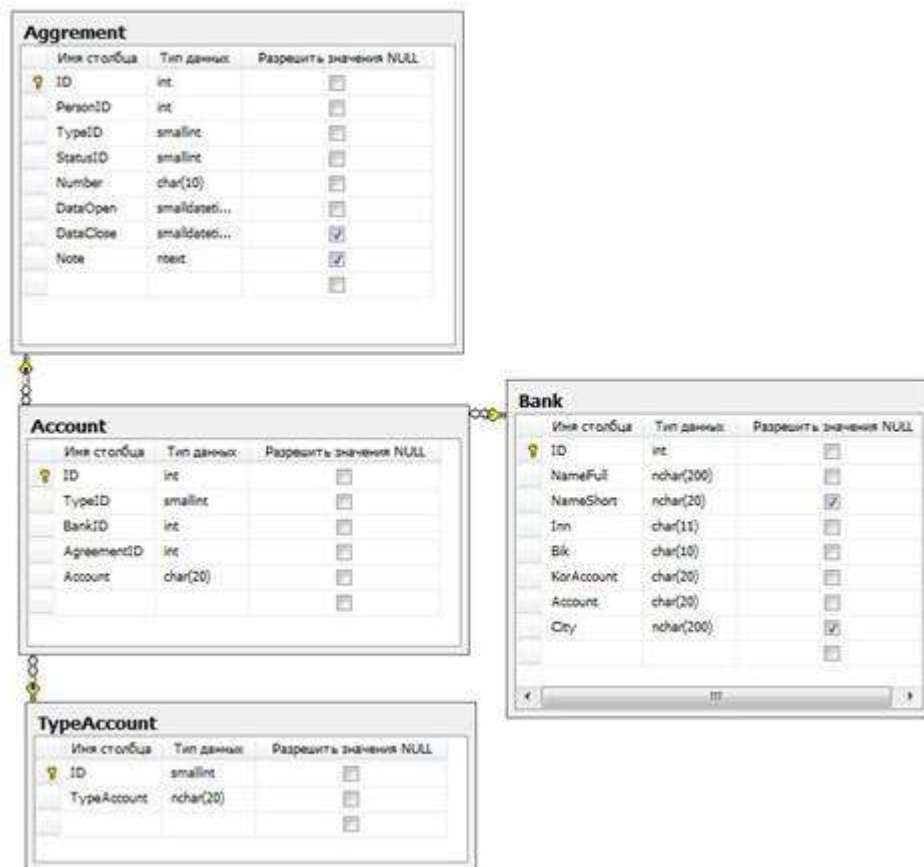 Aggrement
Имя столбца Тип данных Разрешить значения NULL
ID int
PersonID int
TypeID smallint
StatusID smallint
Number char(10)
DataOpen smalldateti...
DataClose smalldateti...
Note ntext
Account
Имя столбца Тип данных Разрешить значения NULL
ID int
TypeID smallint
BankID int
AgreementID int
Account char(20)
Bank
Имя столбца Тип данных Разрешить значения NULL
ID int
NameFull nchar(200)
NameShort nchar(20)
Inn char(11)
Bik char(10)
KorAccount char(20)
Account char(20)
City nchar(200)
TypeAccount
Имя столбца Тип данных Разрешить значения NULL
ID smallint
TypeAccount nchar(20)